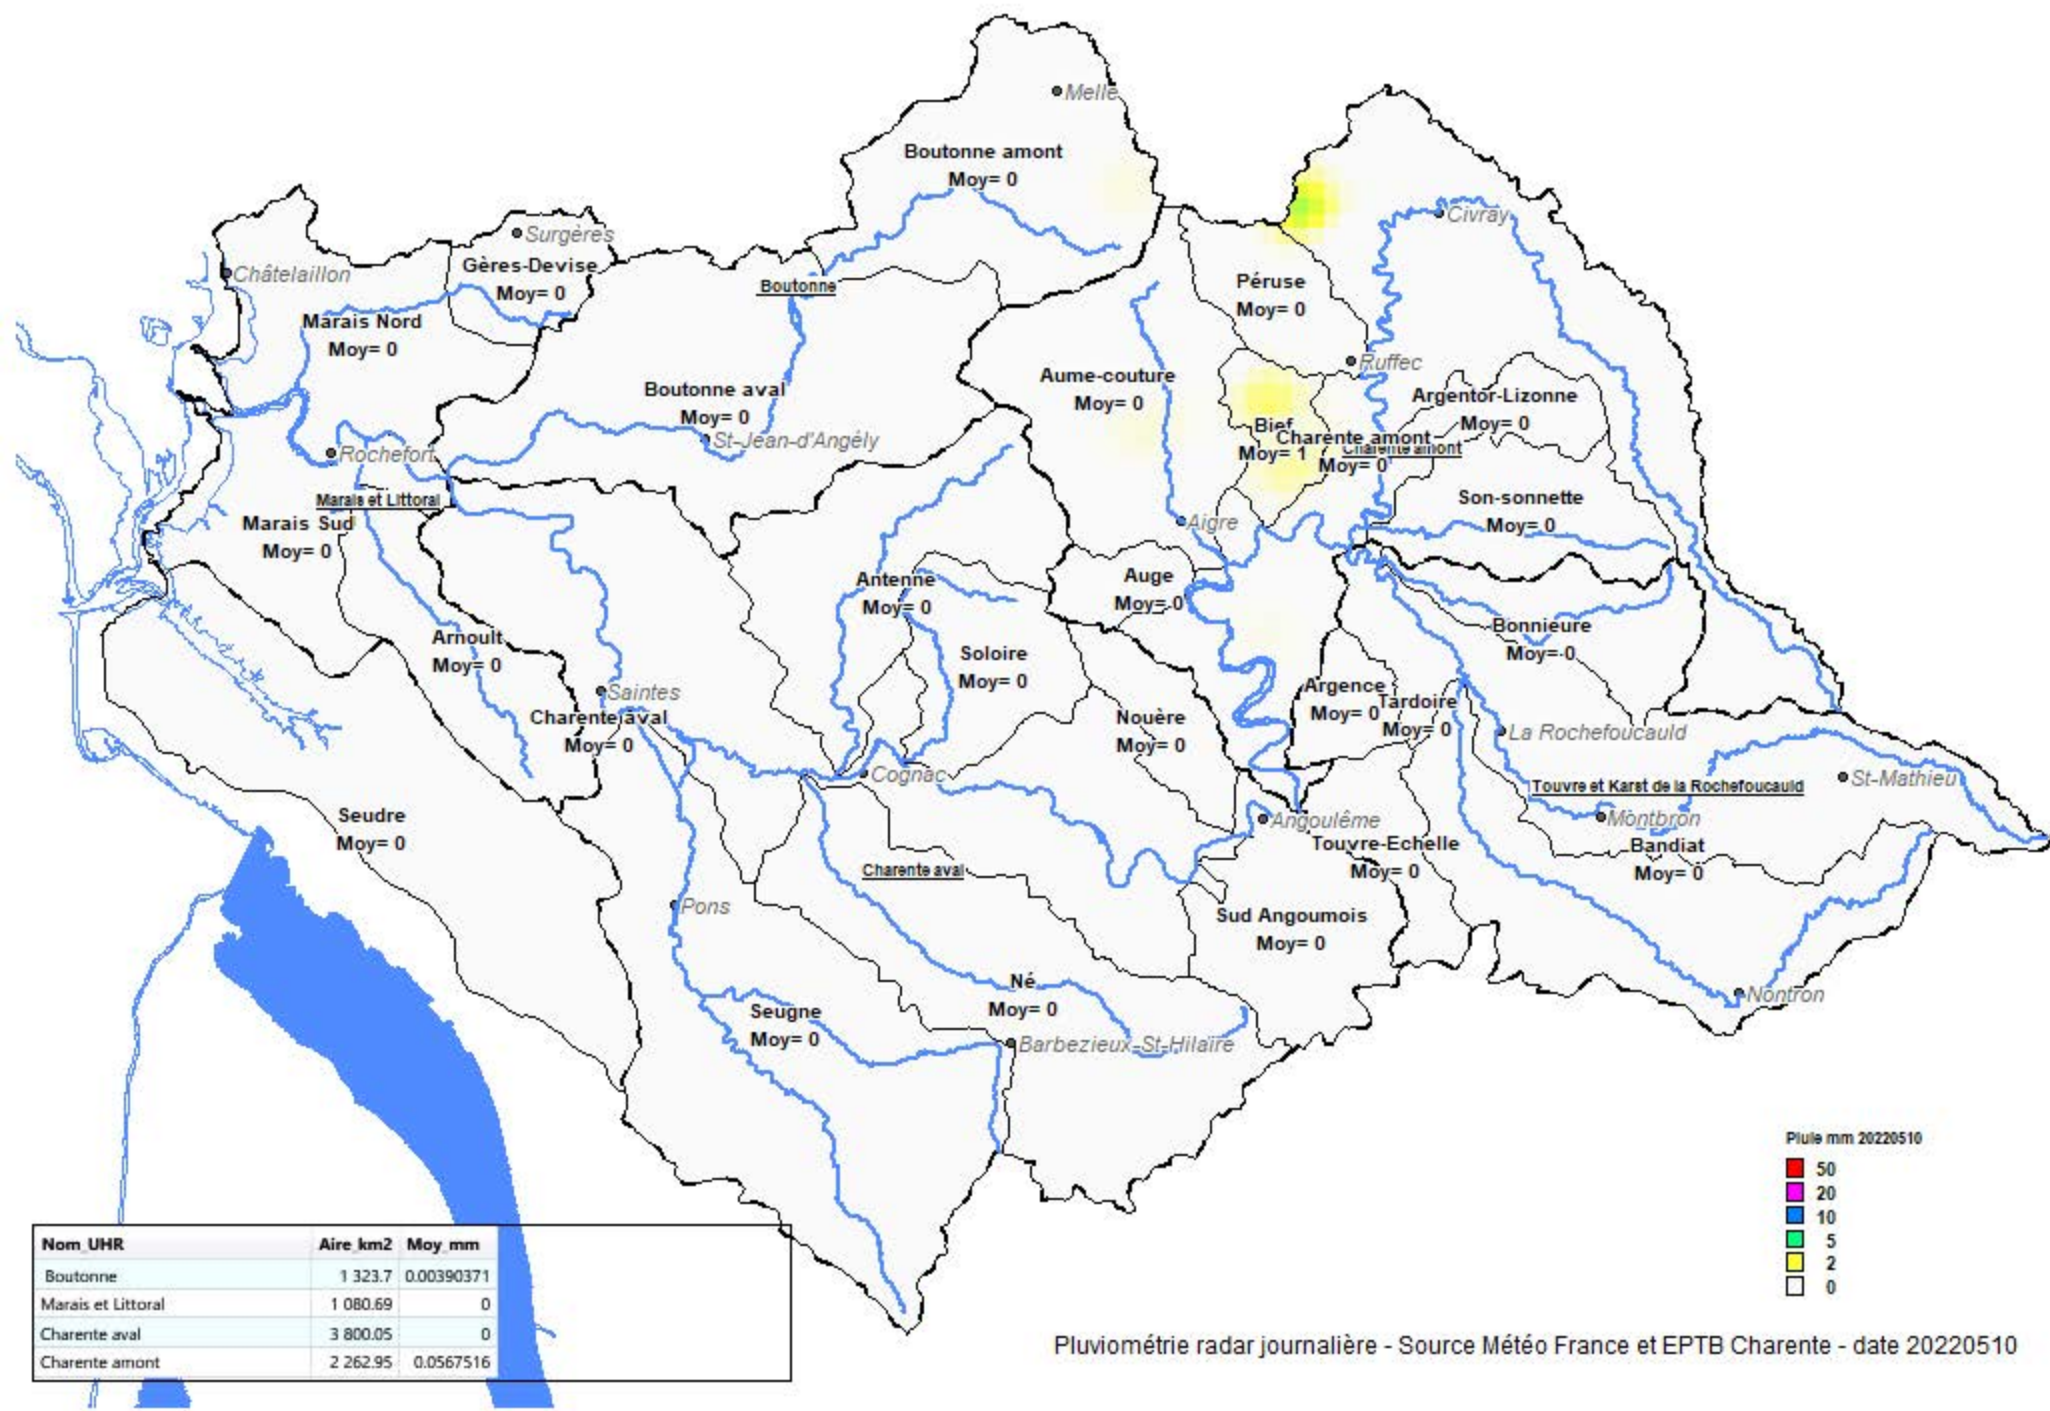 Melle
Boutonne amont
Moy= 0
Surgères
Civray
Châtelaillon
Gères-Devise
Moy= 0
Boutonne
Péruse
Moy= 0
Marais Nord
Moy= 0
Ruffec
Aume-couture
Moy= 0
Boutonne aval
Moy= 0
Argentor-Lizonne
Moy= 0
St-Jean-d'Angély
Bief
Moy= 1
Charente amont
Moy= 0
Charente amont
Rochefort
Marais et Littoral
Son-sonnette
Moy= 0
Marais Sud
Moy= 0
Aigre
Antenne
Moy= 0
Auge
Moy= 0
Bonnieure
Moy= 0
Arnoult
Moy= 0
Soloire
Moy= 0
Saintes
Argence
Moy= 0
Tardoire
Moy= 0
Charente aval
Moy= 0
Nouère
Moy= 0
La Rochefoucauld
Cognac
Touvre et Karst de la Rochefoucauld
St-Mathieu
Seudre
Moy= 0
Angoulême
Montbron
Touvre-Echelle
Moy= 0
Bandiat
Moy= 0
Charente aval
Pons
Sud Angoumois
Moy= 0
Né
Moy= 0
Nontron
Seugne
Moy= 0
Barbezieux-St-Hilaire
Pluie mm 20220510
50
20
10
5
2
0
Nom_UHR Aire_km2 Moy_mm
Boutonne 1 323.7 0.00390371
Marais et Littoral 1 080.69 0
Charente aval 3 800.05 0
Charente amont 2 262.95 0.0567516
Pluviométrie radar journalière - Source Météo France et EPTB Charente - date 20220510